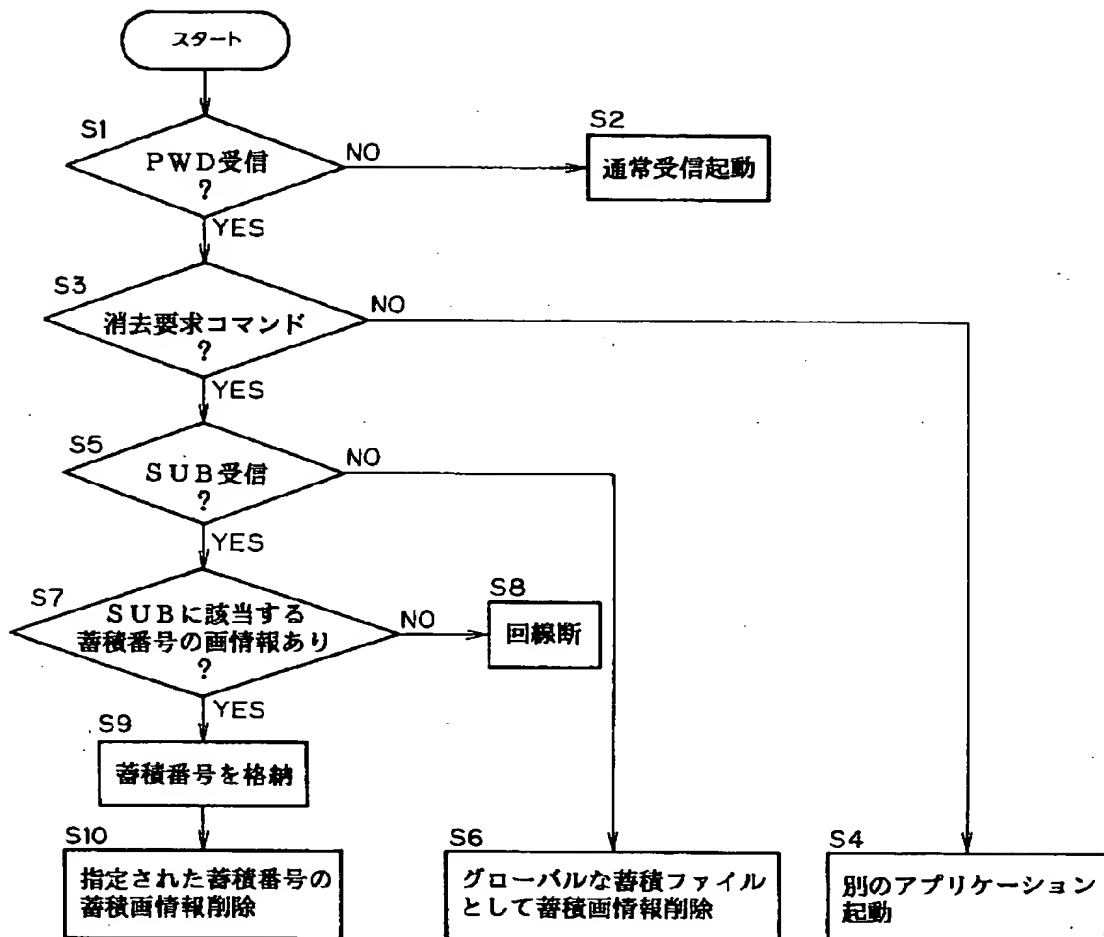 スタート
S1
PWD受信
?
NO
S2
通常受信起動
YES
S3
消去要求コマンド
?
NO
YES
S5
SUB受信
?
NO
YES
S7
SUBに該当する
蓄積番号の画情報あり
?
NO
S8
回線断
YES
S9
蓄積番号を格納
S10
指定された蓄積番号の
蓄積画情報削除
S6
グローバルな蓄積ファイル
として蓄積画情報削除
S4
別のアプリケーション
起動